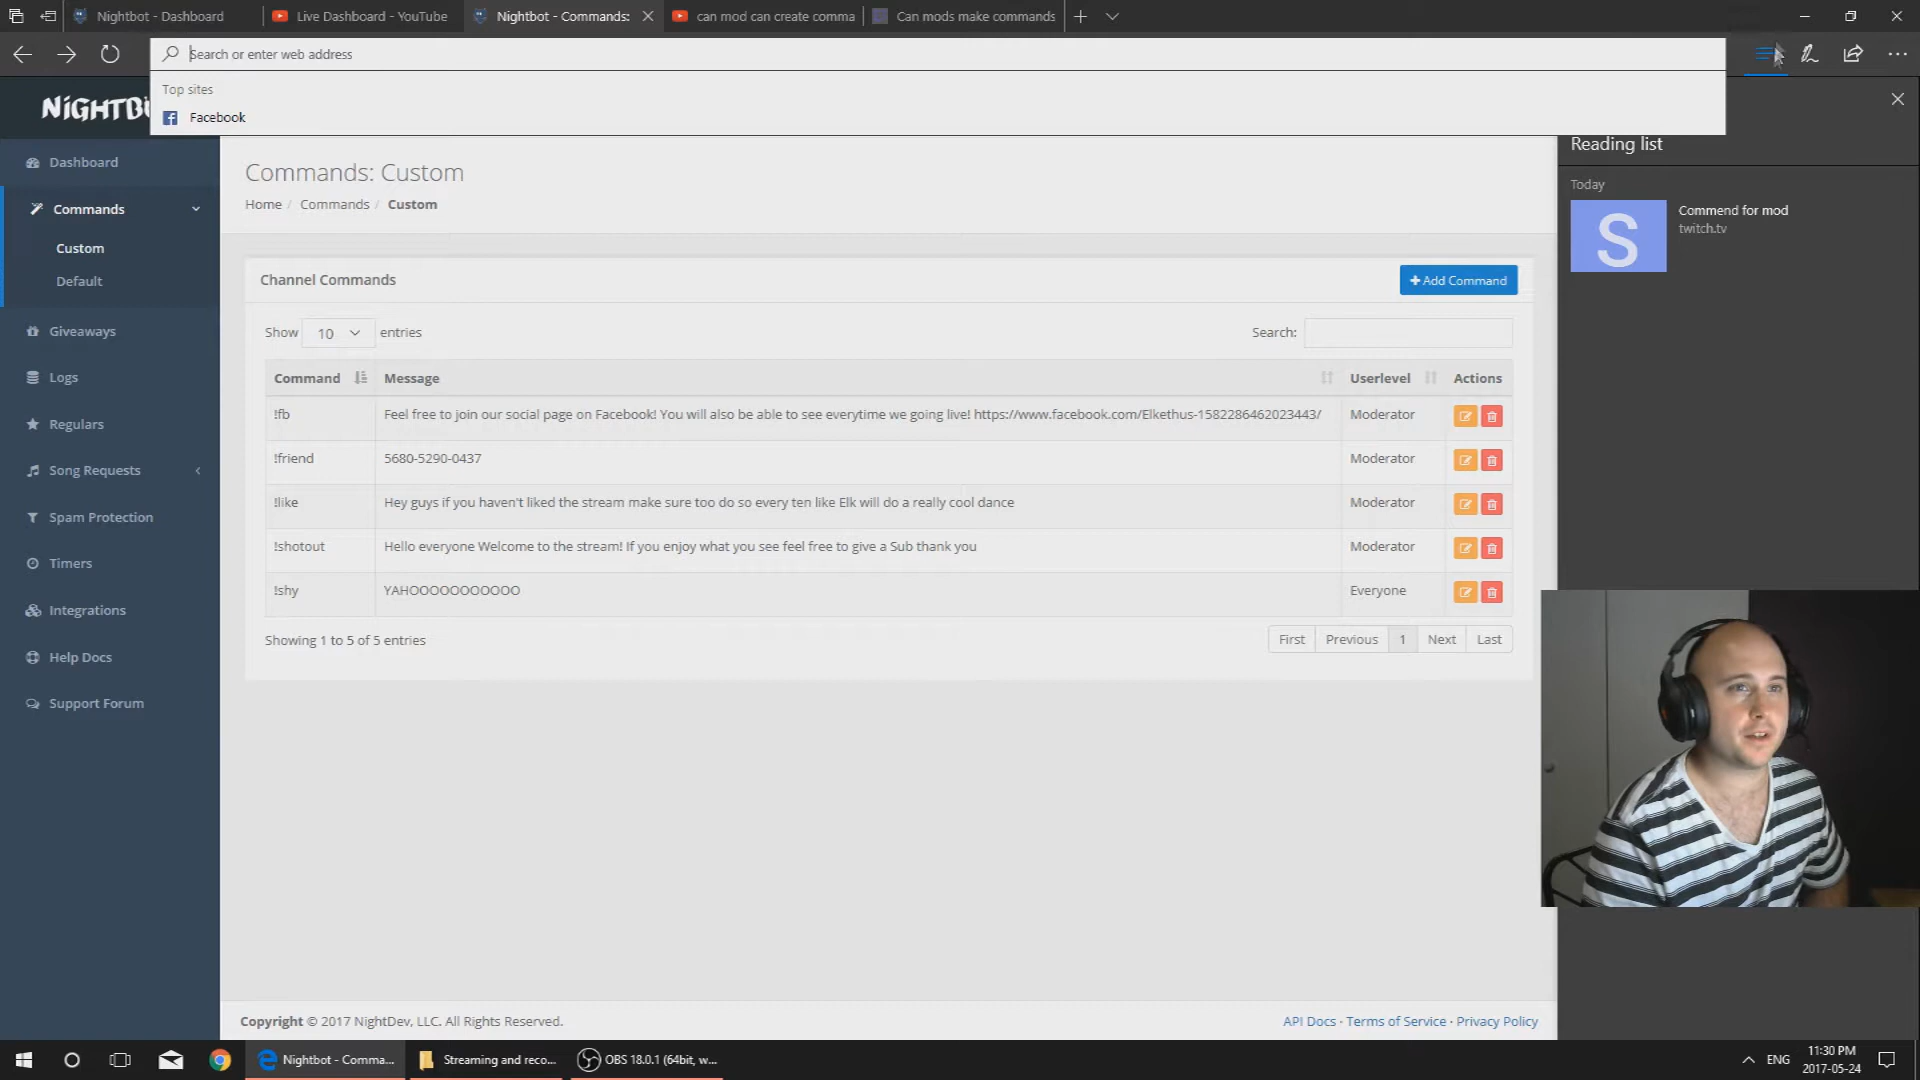 Nightbot - Dashboard
Live Dashboard - YouTube
Nightbot - Commands:
can mod can create comma
Can mods make commands
Search or enter web address
Top sites
Facebook
NiGHTB
Reading list
Today
S
Commend for mod
twitch.tv
Dashboard
Commands
Custom
Default
Giveaways
Logs
Regulars
Song Requests
Spam Protection
Timers
Integrations
Help Docs
Support Forum
Commands: Custom
Home / Commands / Custom
Channel Commands
Add Command
Show 10 entries
Search:
Command Message Userlevel Actions
!fb Feel free to join our social page on Facebook! You will also be able to see everytime we going live! https://www.facebook.com/Elkethus-1582286462023443/ Moderator
!friend 5680-5290-0437 Moderator
!like Hey guys if you haven't liked the stream make sure too do so every ten like Elk will do a really cool dance Moderator
!shotout Hello everyone Welcome to the stream! If you enjoy what you see feel free to give a Sub thank you Moderator
!shy YAHOOOOOOOOOOO Everyone
Showing 1 to 5 of 5 entries
First Previous 1 Next Last
Copyright © 2017 NightDev, LLC. All Rights Reserved.
API Docs · Terms of Service · Privacy Policy
Nightbot - Comma...
Streaming and reco...
OBS 18.0.1 (64bit, w...
ENG
11:30 PM
2017-05-24